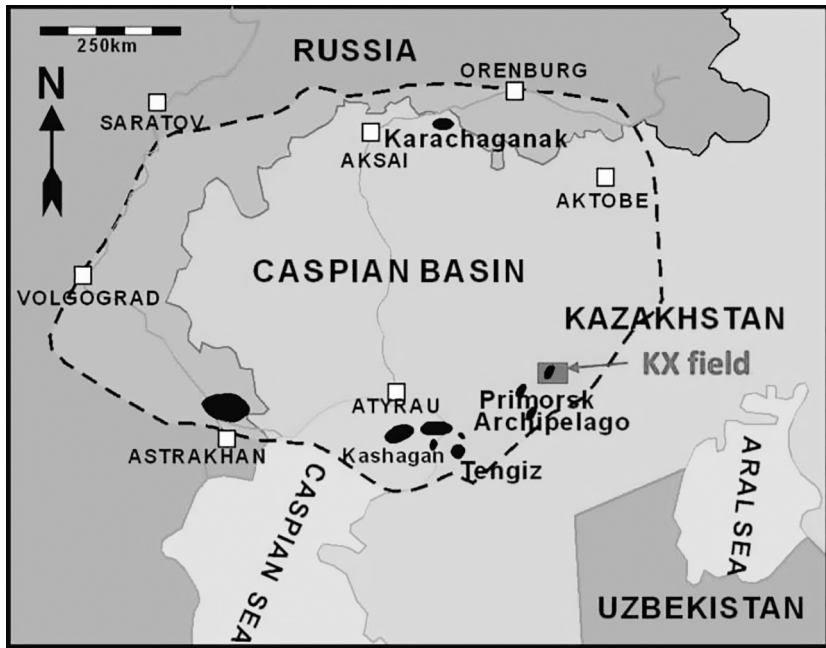 250km
RUSSIA
N
ORENBURG
SARATOV
Karachaganak
AKSAI
AKTOBE
CASPIAN BASIN
VOLGOGRAD
KAZAKHSTAN
KX field
ATYRAU
Primorsk
Archipelago
ASTRAKHAN
Kashagan
Tengiz
CASPIAN SEA
ARAL SEA
UZBEKISTAN